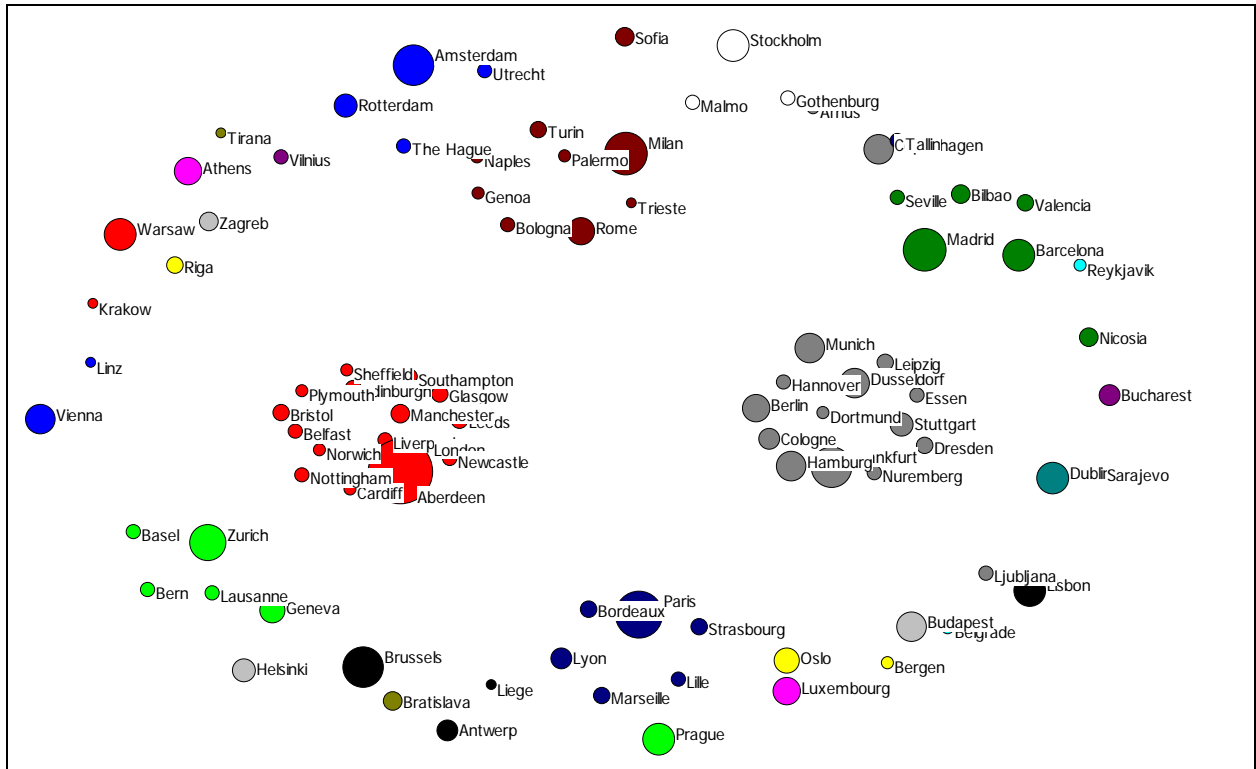 Sofia
Stockholm
Amsterdam
Utrecht
Rotterdam
Malmo
Gothenburg
Tirana
Turin
The Hague
Milan
Palermo
Naples
Tallin
Vilnius
Athens
Genoa
Trieste
Seville
Bilbao
Valencia
Zagreb
Warsaw
Bologna
Rome
Madrid
Barcelona
Riga
Reykjavik
Krakow
Nicosia
Munich
Leipzig
Linz
Sheffield
Southampton
Hannover
Dusseldorf
Plymouth
Glasgow
Essen
Bucharest
Vienna
Bristol
Manchester
Leeds
Berlin
Dortmund
Stuttgart
Belfast
Cologne
Dresden
Liverp
London
Norwich
Newcastle
Hamburg
nkfurt
Nottingham
Nuremberg
Dublin
Sarajevo
Cardiff
Aberdeen
Basel
Zurich
Ljubljana
Bern
Lausanne
Geneva
Bordeaux
Paris
Strasbourg
Budapest
Belgrade
Helsinki
Brussels
Lyon
Oslo
Bergen
Liege
Lille
Luxembourg
Bratislava
Marseille
Antwerp
Prague